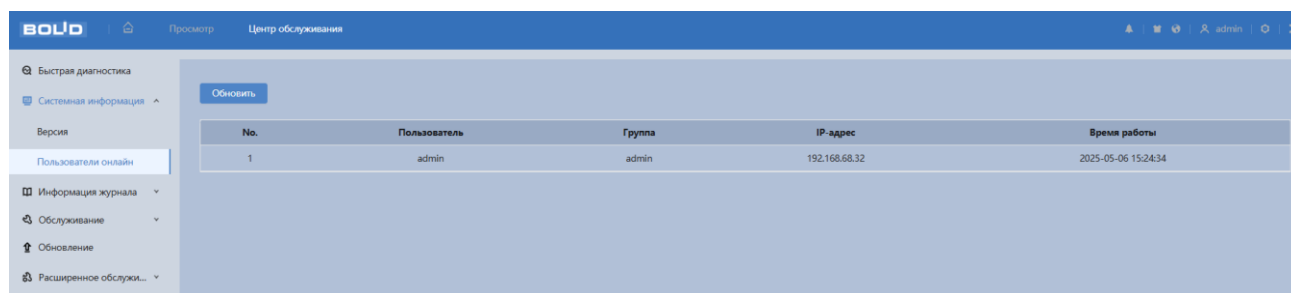 BOLID Просмотр Центр обслуживания admin
Быстрая диагностика
Системная информация
Версия
Пользователи онлайн
Информация журнала
Обслуживание
Обновление
Расширенное обслужи...
Обновить
No. Пользователь Группа IP-адрес Время работы
1 admin admin 192.168.68.32 2025-05-06 15:24:34